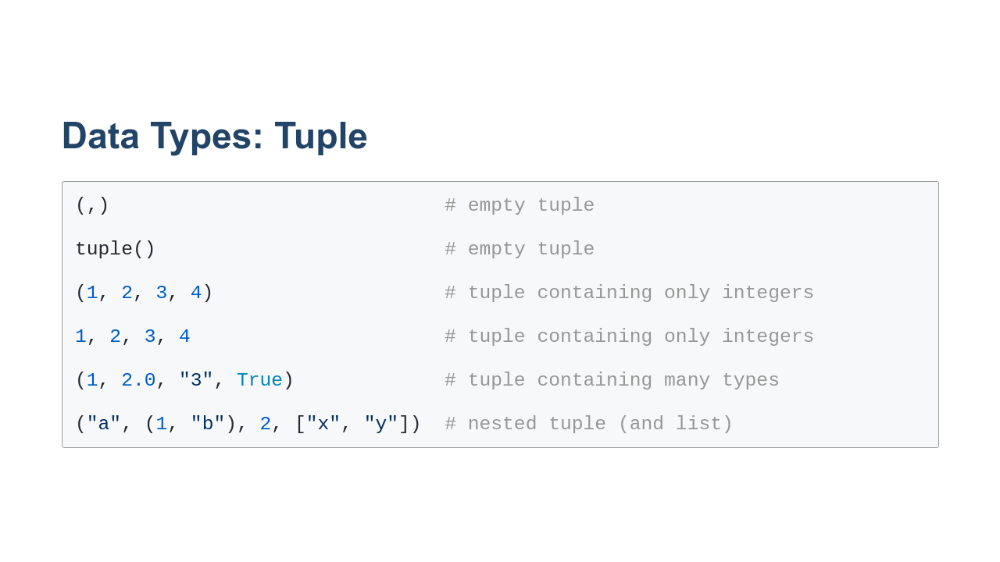 Data Types: Tuple
(,)                             # empty tuple
tuple()                         # empty tuple
(1, 2, 3, 4)                    # tuple containing only integers
1, 2, 3, 4                      # tuple containing only integers
(1, 2.0, "3", True)             # tuple containing many types
("a", (1, "b"), 2, ["x", "y"])  # nested tuple (and list)